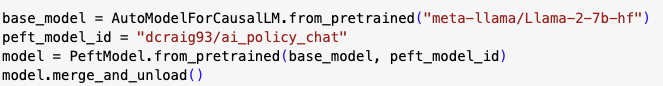 base_model = AutoModelForCausalLM.from_pretrained("meta-llama/Llama-2-7b-hf")
peft_model_id = "dcraig93/ai_policy_chat"
model = PeftModel.from_pretrained(base_model, peft_model_id)
model.merge_and_unload()